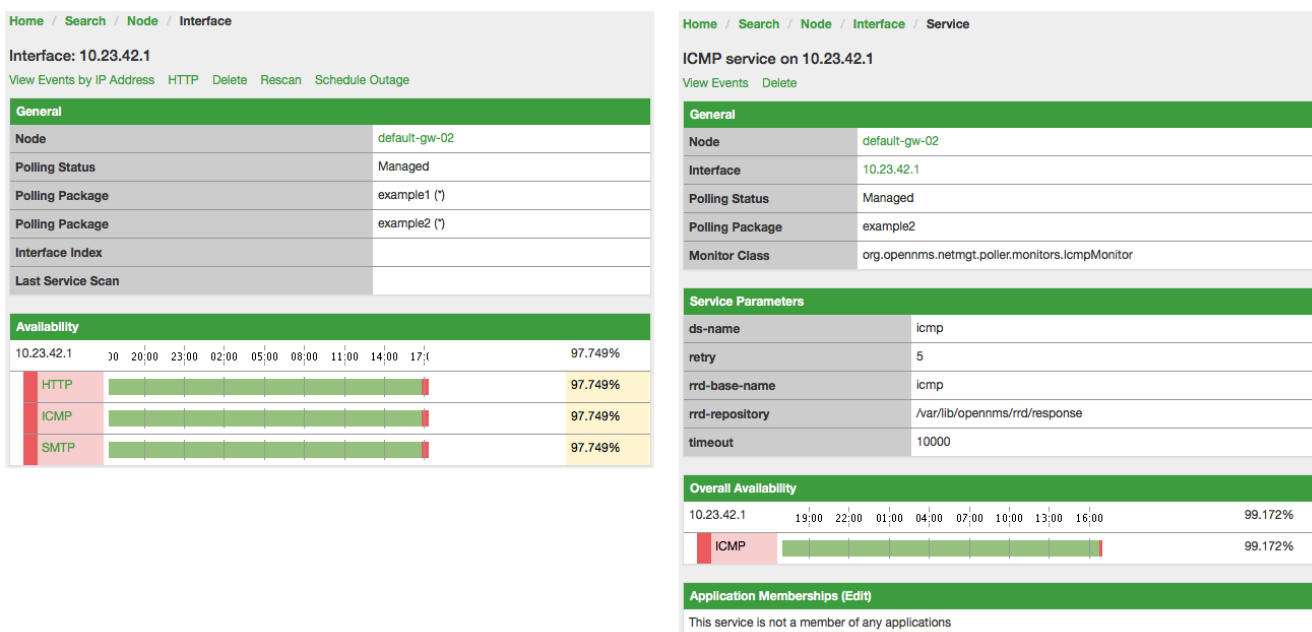 Home / Search / Node / Interface
Interface: 10.23.42.1
View Events by IP Address HTTP Delete Rescan Schedule Outage
General
Node default-gw-02
Polling Status Managed
Polling Package example1 (*)
Polling Package example2 (*)
Interface Index
Last Service Scan
Availability
10.23.42.1 20:00 23:00 02:00 05:00 08:00 11:00 14:00 97.749%
HTTP 97.749%
ICMP 97.749%
SMTP 97.749%
Home / Search / Node / Interface / Service
ICMP service on 10.23.42.1
View Events Delete
General
Node default-gw-02
Interface 10.23.42.1
Polling Status Managed
Polling Package example2
Monitor Class org.opennms.netmgt.poller.monitors.IcmpMonitor
Service Parameters
ds-name icmp
retry 5
rrd-base-name icmp
rrd-repository /var/lib/opennms/rrd/response
timeout 10000
Overall Availability
10.23.42.1 19:00 22:00 01:00 04:00 07:00 10:00 13:00 16:00 99.172%
ICMP 99.172%
Application Memberships (Edit)
This service is not a member of any applications